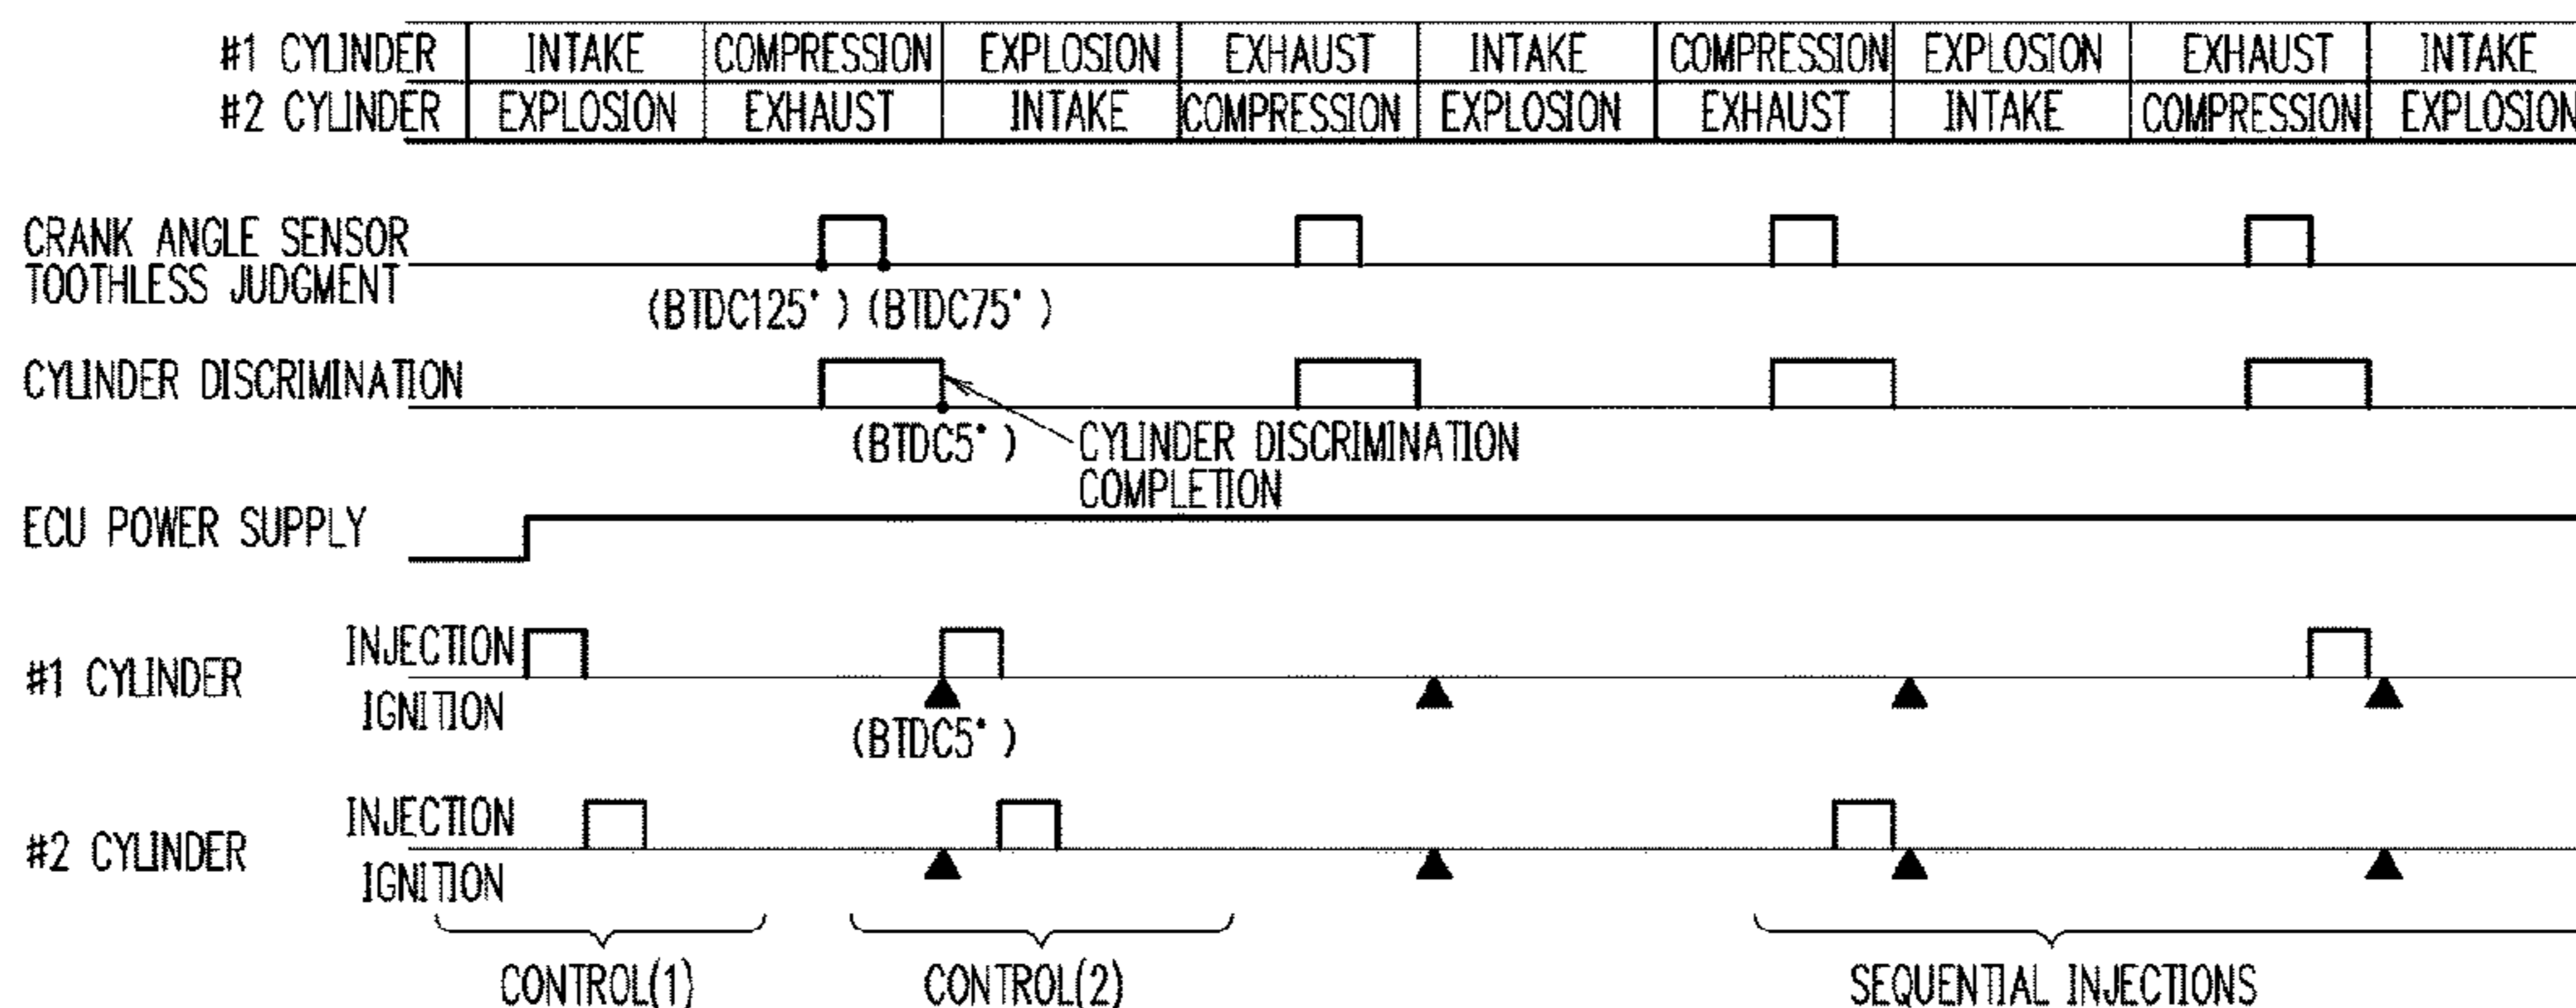 #1 CYLINDER INTAKE COMPRESSION EXPLOSION EXHAUST INTAKE COMPRESSION EXPLOSION EXHAUST INTAKE
#2 CYLINDER EXPLOSION EXHAUST INTAKE COMPRESSION EXPLOSION EXHAUST INTAKE COMPRESSION EXPLOSION
CRANK ANGLE SENSOR
TOOTHLESS JUDGMENT
(BTDC125°) (BTDC75°)
CYLINDER DISCRIMINATION
(BTDC5°) CYLINDER DISCRIMINATION
COMPLETION
ECU POWER SUPPLY
INJECTION
#1 CYLINDER
IGNITION
(BTDC5°)
INJECTION
#2 CYLINDER
IGNITION
CONTROL(1) CONTROL(2) SEQUENTIAL INJECTIONS